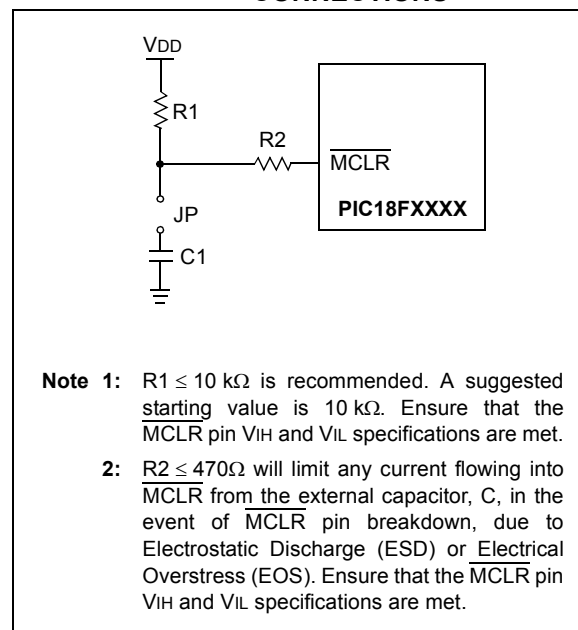 CONNECTIONS
VDD
R1
R2
MCLR
PIC18FXXXX
JP
C1
Note 1: R1 ≤ 10 kΩ is recommended. A suggested
starting value is 10 kΩ. Ensure that the
MCLR pin VIH and VIL specifications are met.
2: R2 ≤ 470Ω will limit any current flowing into
MCLR from the external capacitor, C, in the
event of MCLR pin breakdown, due to
Electrostatic Discharge (ESD) or Electrical
Overstress (EOS). Ensure that the MCLR pin
VIH and VIL specifications are met.